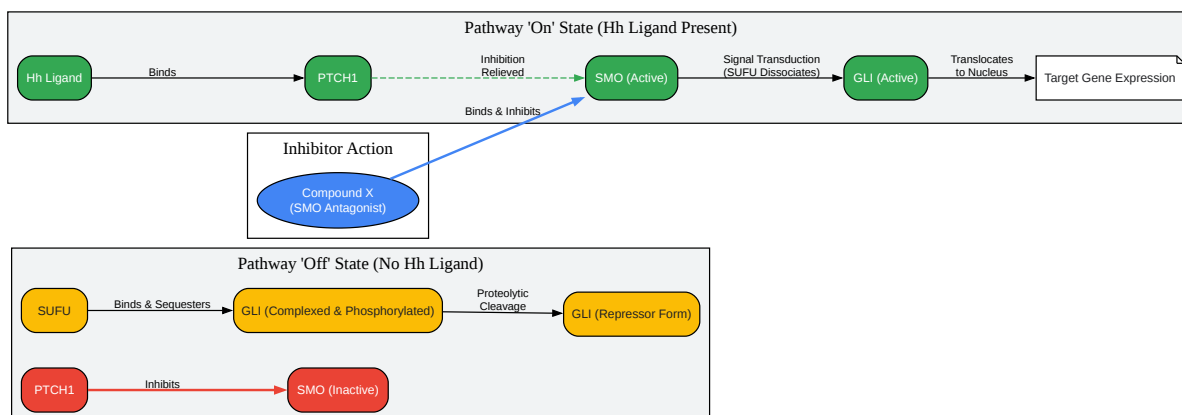 Pathway 'On' State (Hh Ligand Present)
Hh Ligand
Binds
PTCH1
Inhibition
Relieved
SMO (Active)
Signal Transduction
(SUFU Dissociates)
GLI (Active)
Translocates
to Nucleus
Target Gene Expression
Binds & Inhibits
Inhibitor Action
Compound X
(SMO Antagonist)
Pathway 'Off' State (No Hh Ligand)
SUFU
Binds & Sequesters
GLI (Complexed & Phosphorylated)
Proteolytic
Cleavage
GLI (Repressor Form)
PTCH1
Inhibits
SMO (Inactive)